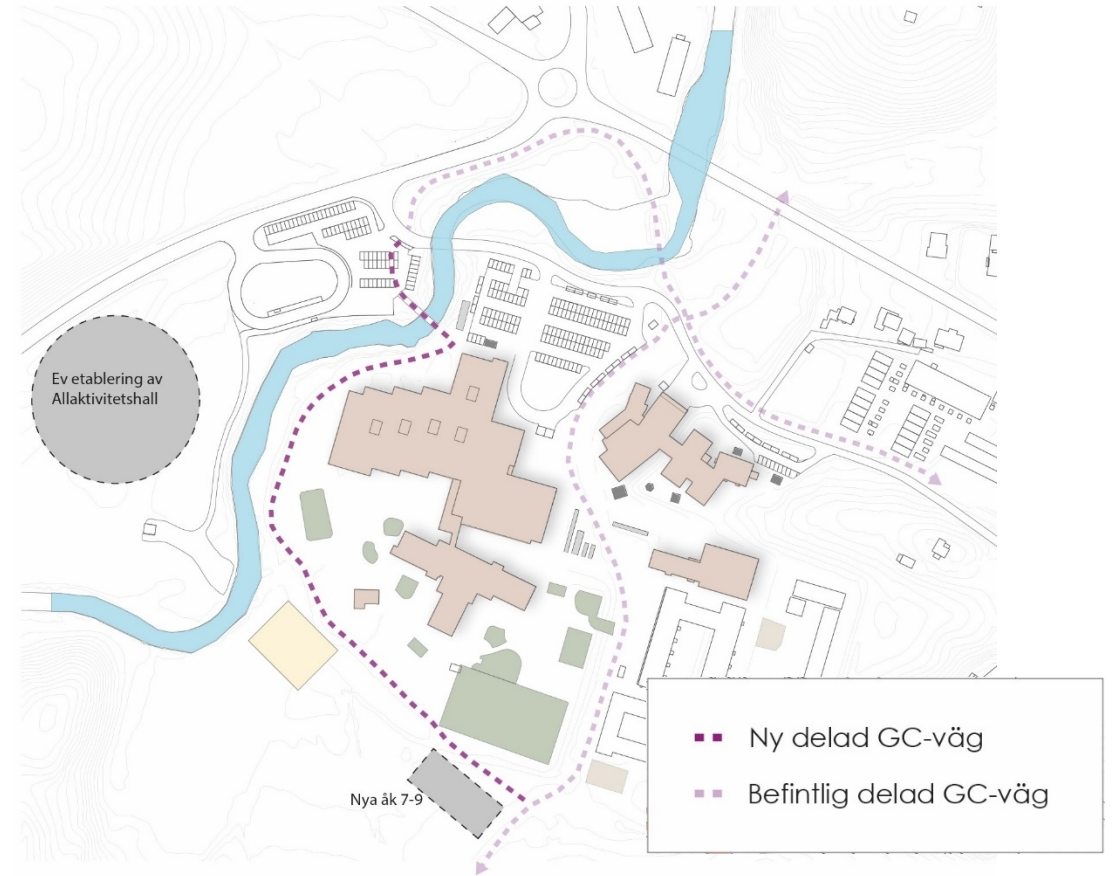 Ev etablering av
Allaktivitetshall
Nya åk 7-9
Ny delad GC-väg
Befintlig delad GC-väg